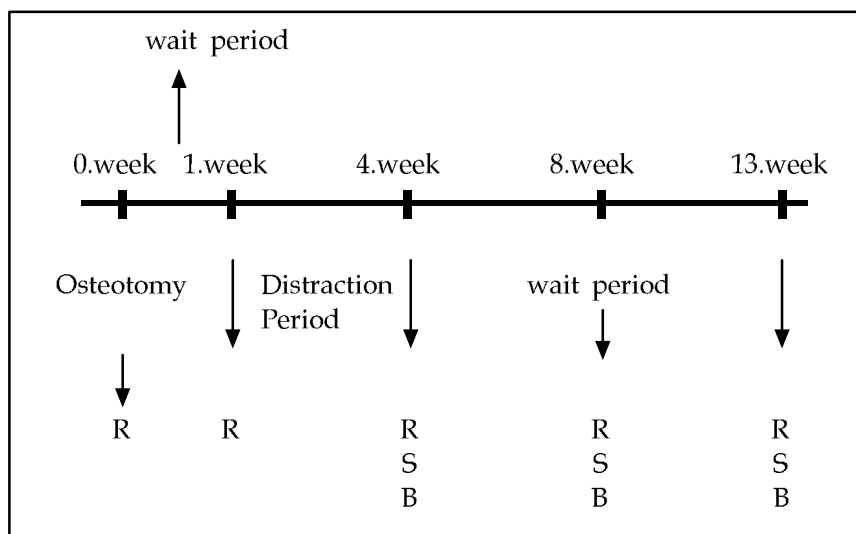 wait period
0.week 1.week 4.week 8.week 13.week
Osteotomy Distraction wait period
Period
R R R R R
S S S
B B B